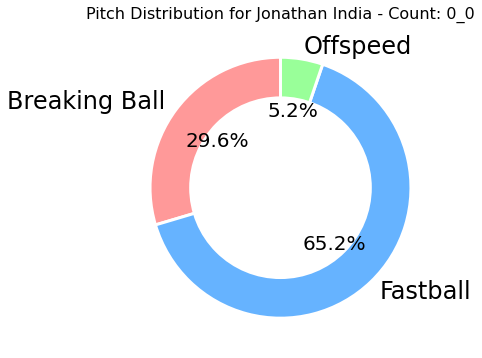 Pitch Distribution for Jonathan India - Count: 0_0
Offspeed
Breaking Ball
5.2%
29.6%
65.2%
Fastball